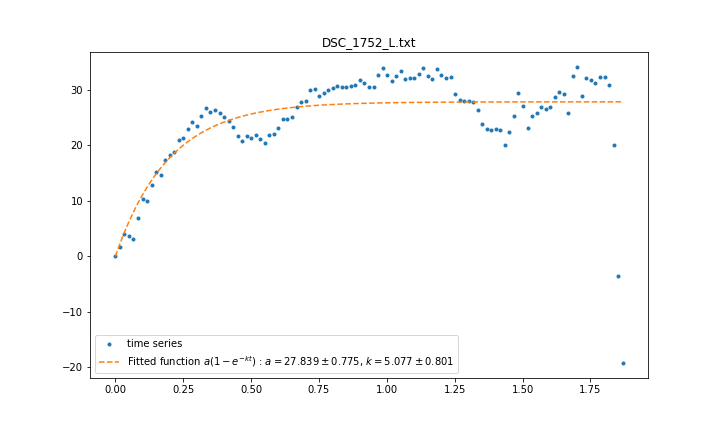 DSC_1752_L.txt
30
20
10
0
−10
−20
time series
Fitted function a(1 − e^{−kt}) : a = 27.839 ± 0.775, k = 5.077 ± 0.801
0.00 0.25 0.50 0.75 1.00 1.25 1.50 1.75